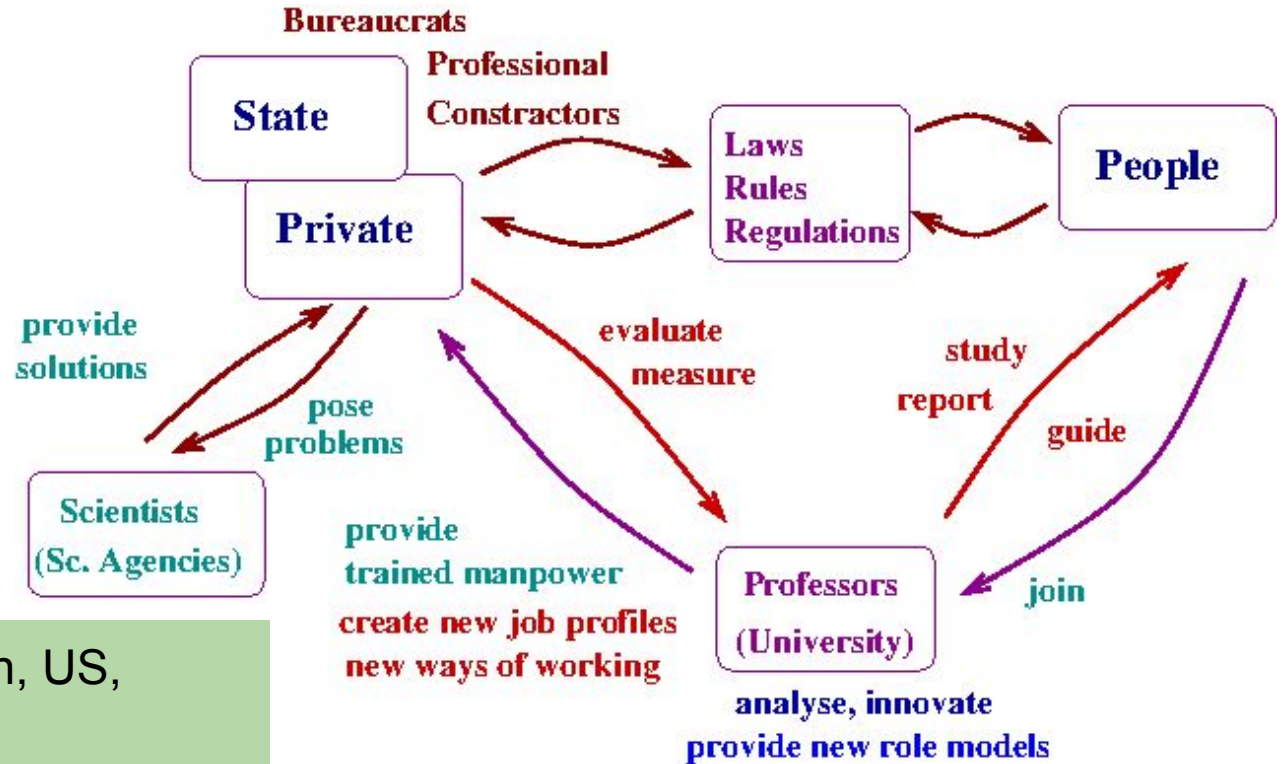 Bureaucrats
Professional
Constractors
State
Private
Laws
Rules
Regulations
People
provide
solutions
pose
problems
evaluate
measure
study
report
guide
Scientists
(Sc. Agencies)
provide
trained manpower
create new job profiles
new ways of working
Professors
(University)
join
analyse, innovate
provide new role models
US,